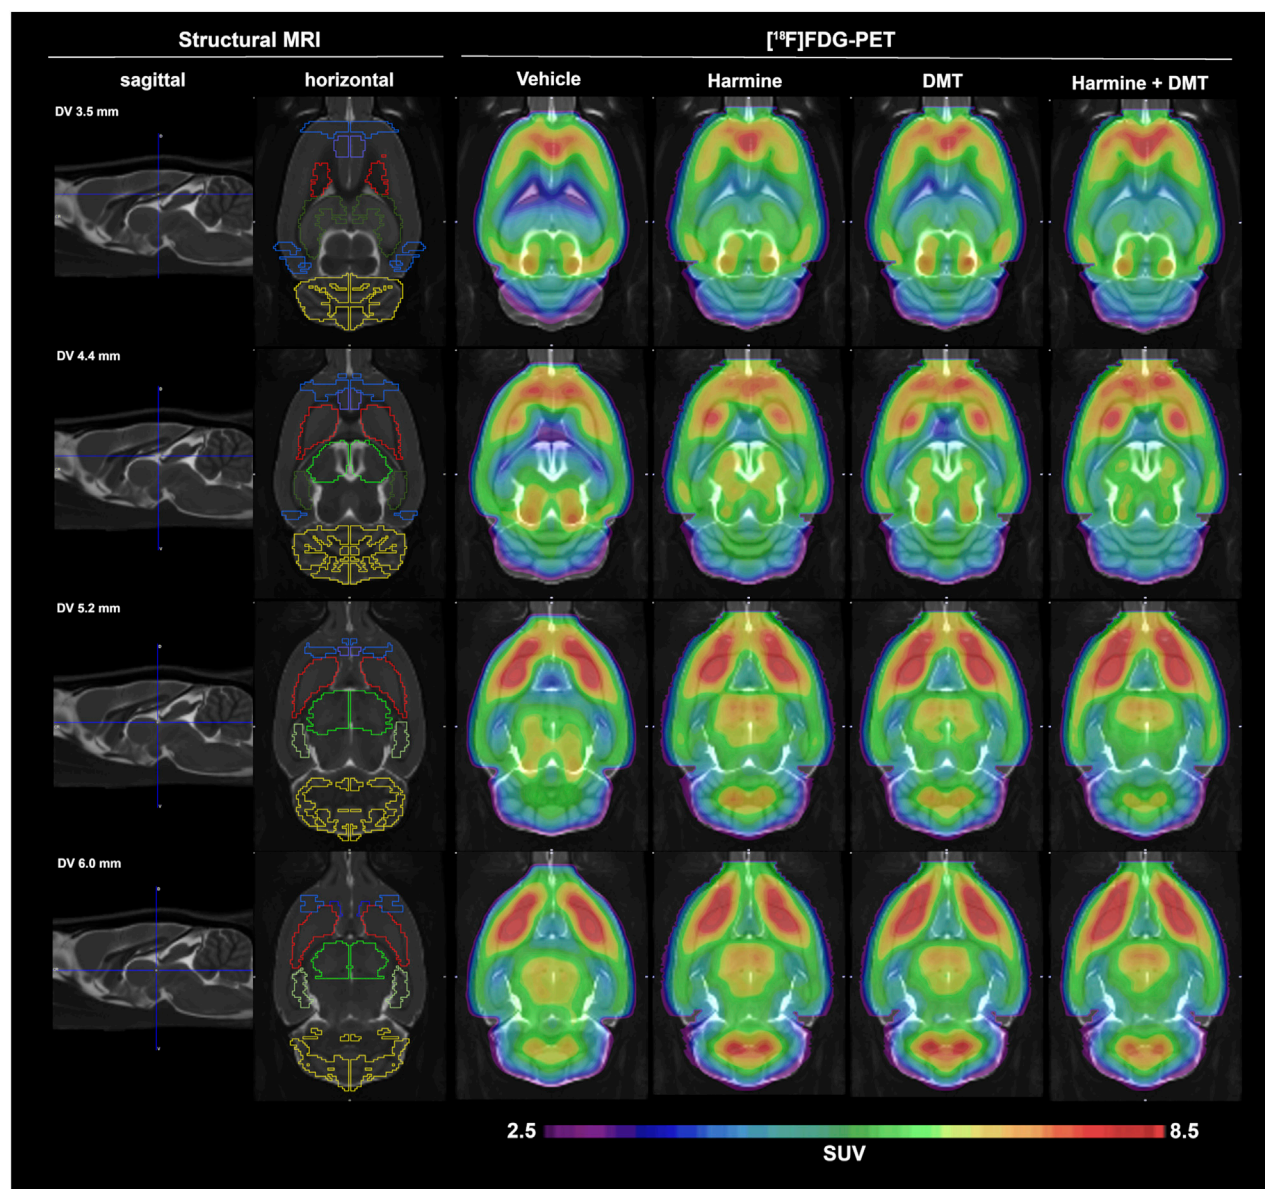 Structural MRI [¹⁸F]FDG-PET
sagittal horizontal Vehicle Harmine DMT Harmine + DMT
DV 3.5 mm
DV 4.4 mm
DV 5.2 mm
DV 6.0 mm
2.5 8.5
SUV